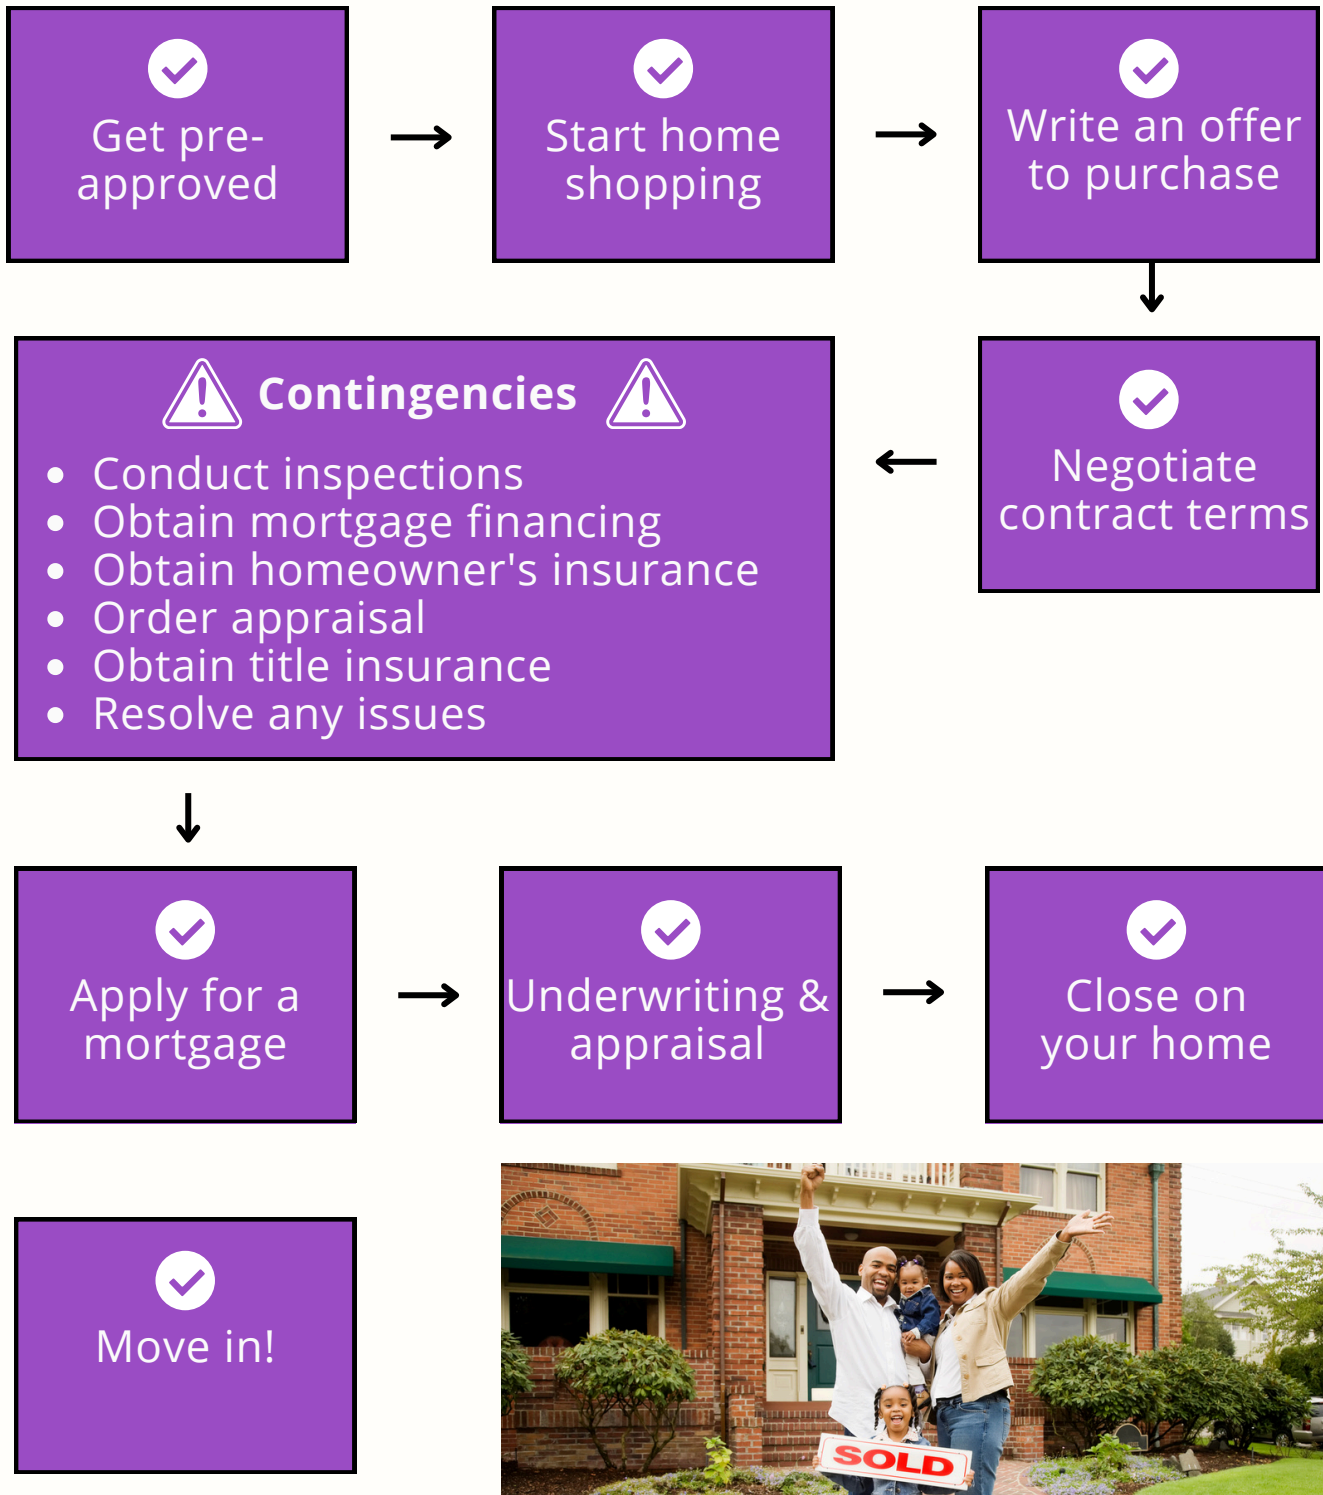 Get pre-
approved
Start home
shopping
Write an offer
to purchase
Negotiate
contract terms
Contingencies
• Conduct inspections
• Obtain mortgage financing
• Obtain homeowner's insurance
• Order appraisal
• Obtain title insurance
• Resolve any issues
Apply for a
mortgage
Underwriting &
appraisal
Close on
your home
Move in!
SOLD